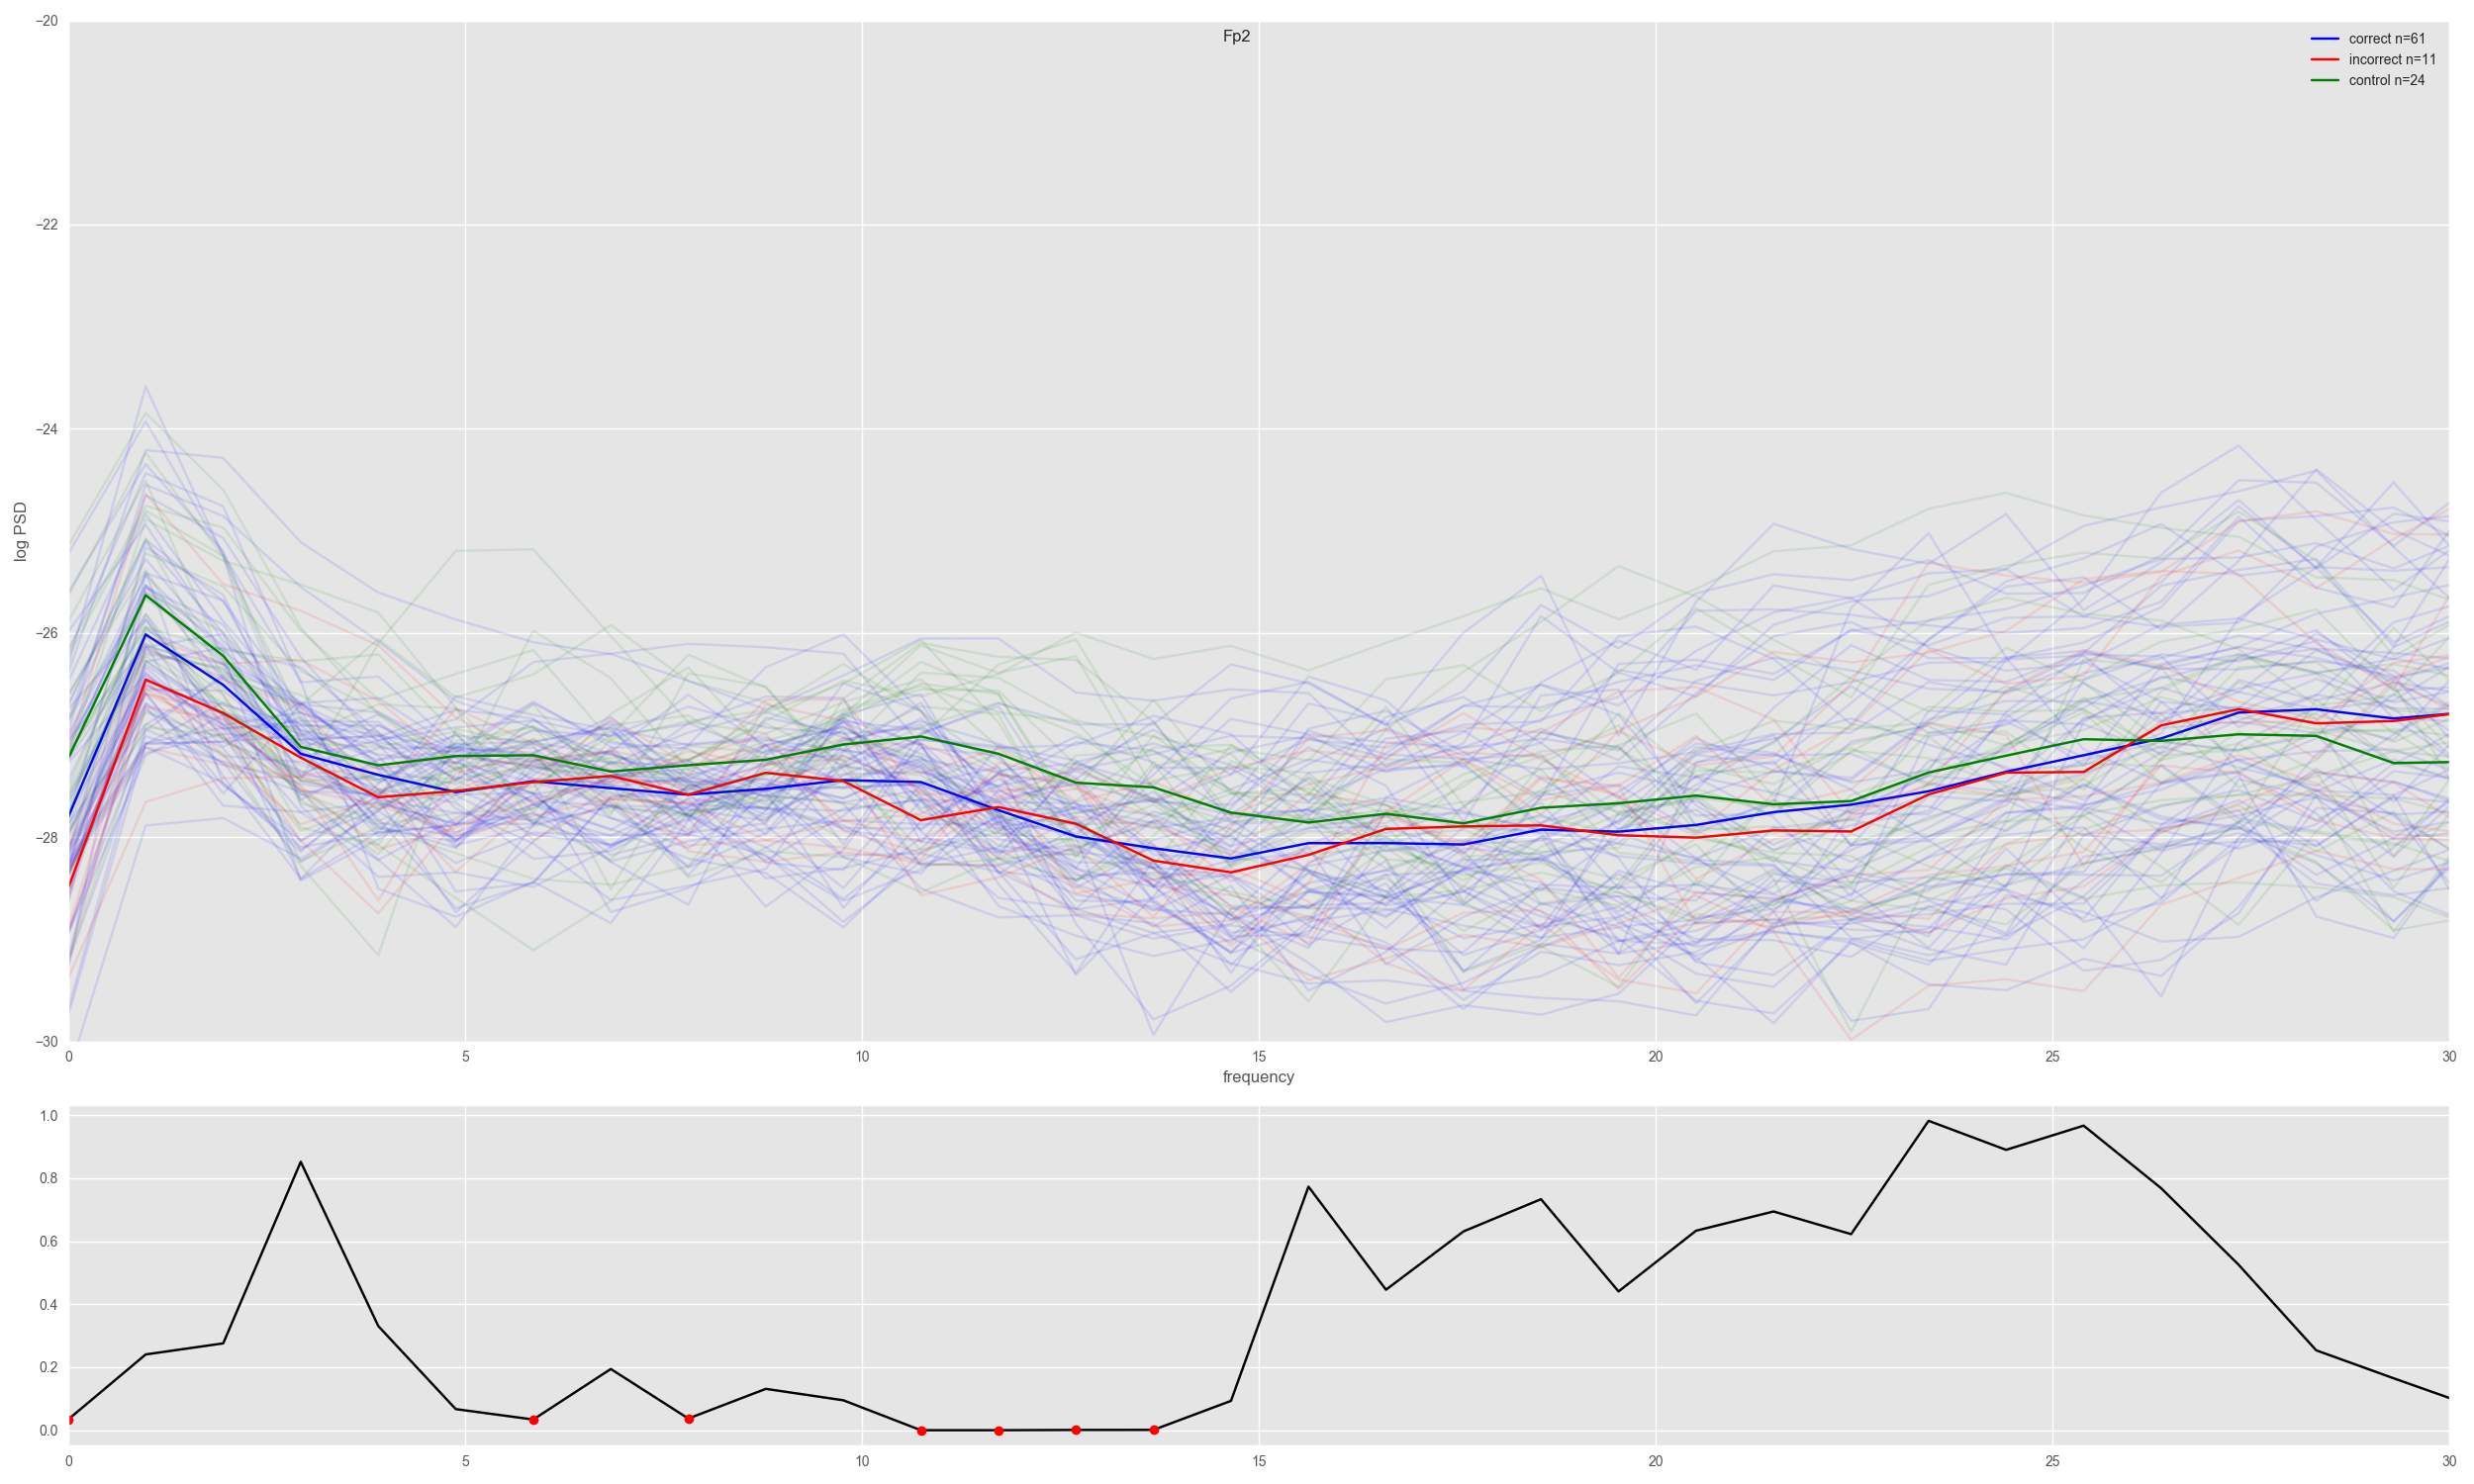 Fp2
correct n=61
incorrect n=11
control n=24
−20
−22
−24
−26
−28
−30
log PSD
0 5 10 15 20 25 30
frequency
1.0
0.8
0.6
0.4
0.2
0.0
0 5 10 15 20 25 30